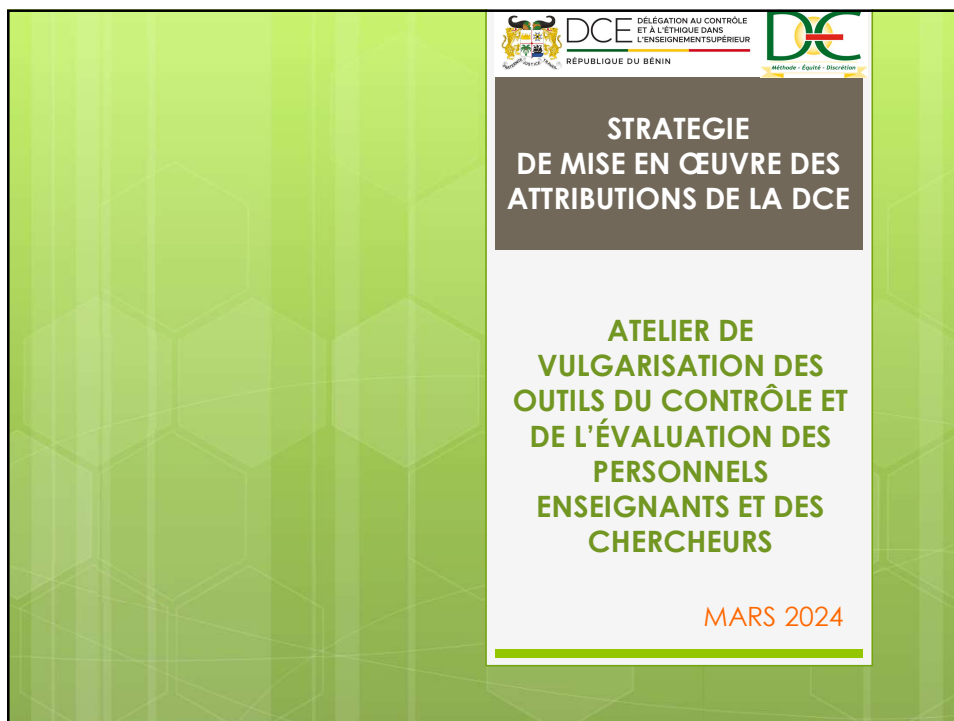 DCE
DÉLÉGATION AU CONTRÔLE
ET À L'ÉTHIQUE DANS
L'ENSEIGNEMENTSUPÉRIEUR
RÉPUBLIQUE DU BÉNIN
DCE
Méthode - Équité - Discrétion
STRATEGIE
DE MISE EN ŒUVRE DES
ATTRIBUTIONS DE LA DCE
ATELIER DE
VULGARISATION DES
OUTILS DU CONTRÔLE ET
DE L’ÉVALUATION DES
PERSONNELS
ENSEIGNANTS ET DES
CHERCHEURS
MARS 2024